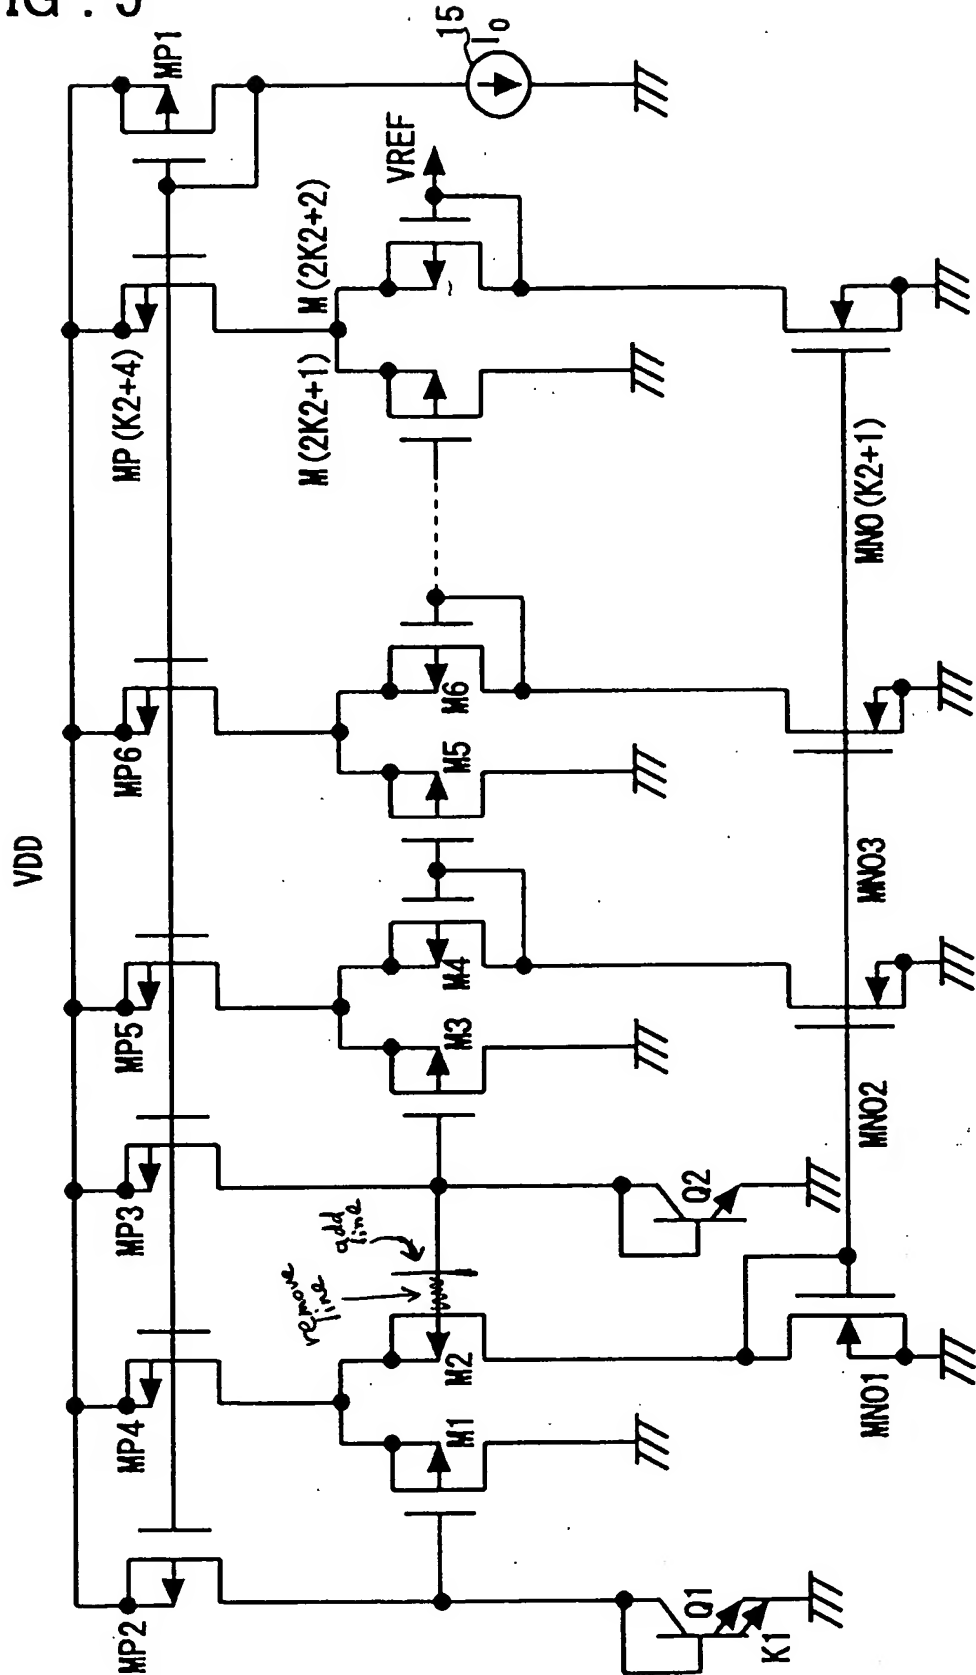 FIG. 5
VDD
MP2
MP4
MP3
MP5
MP6
MP(K2+4)
MP1
15
I0
remove
line
add
line
M1
M2
M3
M4
M5
M6
M(2K2+1)
M(2K2+2)
VREF
Q1
K1
Q2
MN01
MN02
MN03
MN0(K2+1)